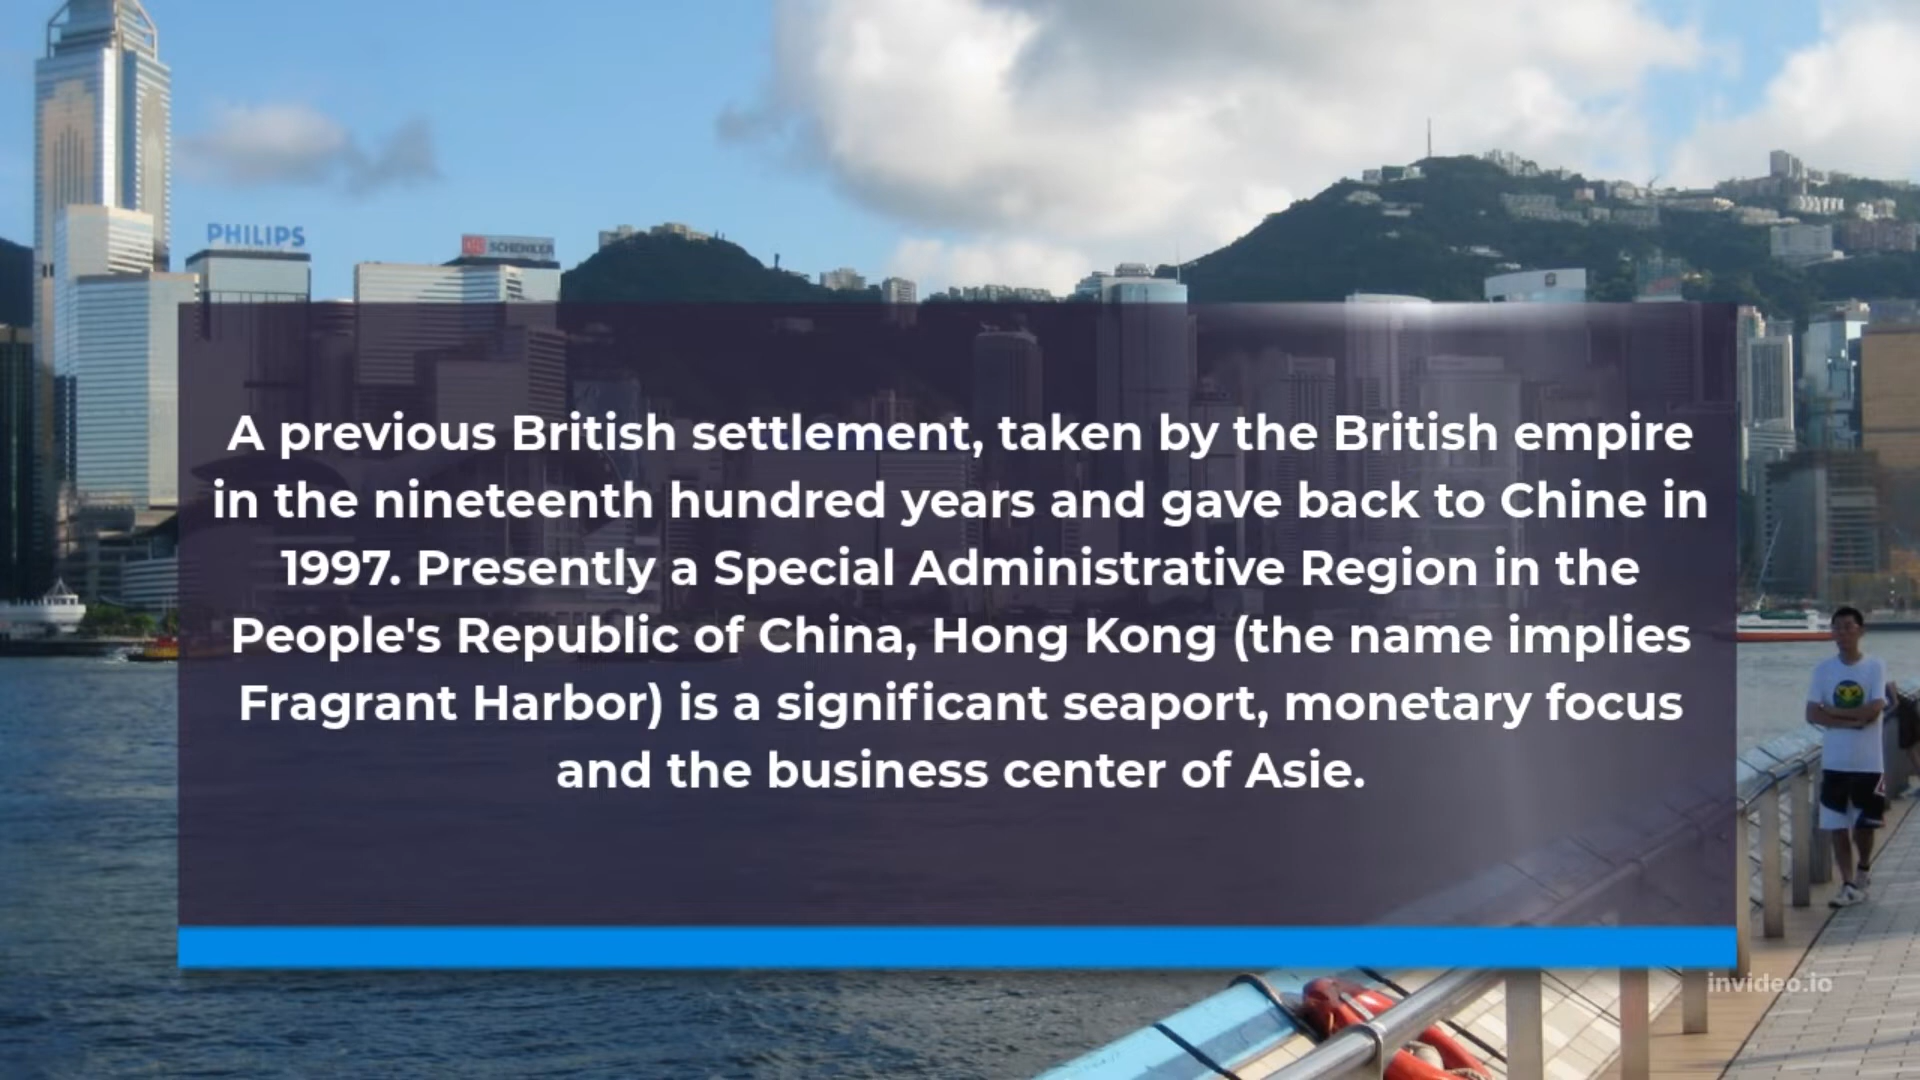 PHILIPS
DB SCHENKER
A previous British settlement, taken by the British empire
in the nineteenth hundred years and gave back to Chine in
1997. Presently a Special Administrative Region in the
People's Republic of China, Hong Kong (the name implies
Fragrant Harbor) is a significant seaport, monetary focus
and the business center of Asie.
invideo.io